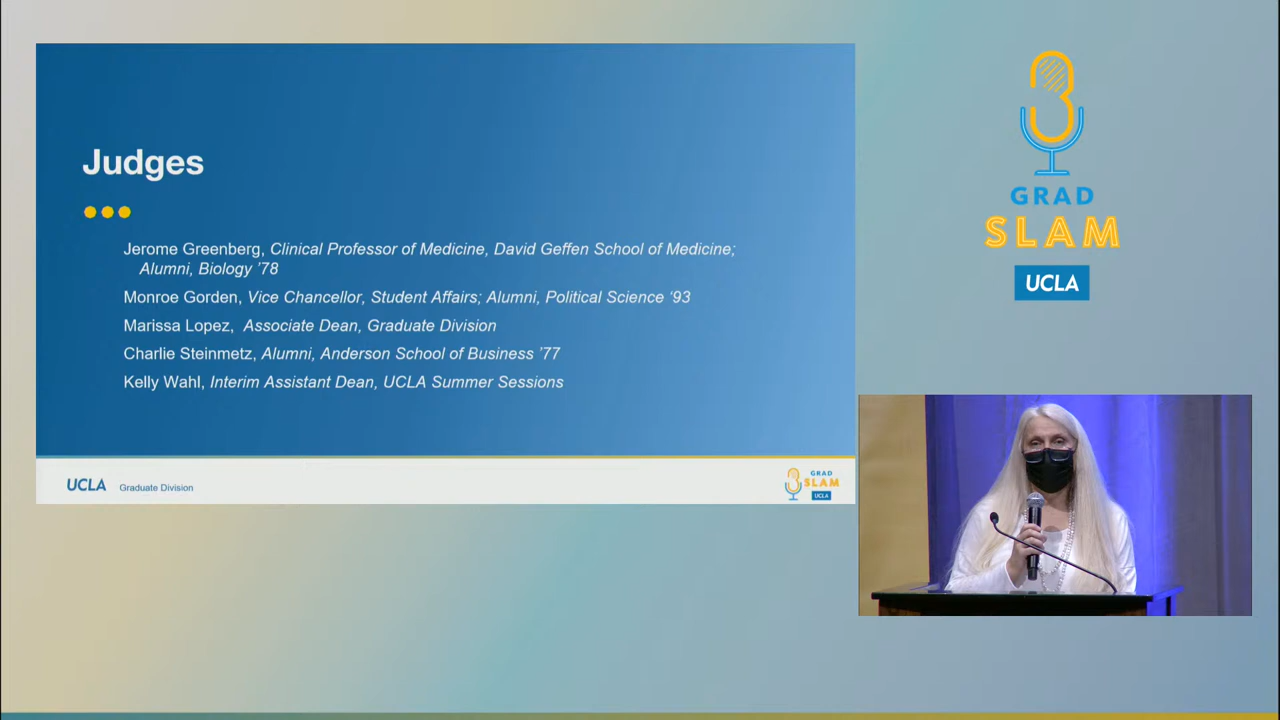 Judges
Jerome Greenberg, Clinical Professor of Medicine, David Geffen School of Medicine;
Alumni, Biology ’78
Monroe Gorden, Vice Chancellor, Student Affairs; Alumni, Political Science ‘93
Marissa Lopez, Associate Dean, Graduate Division
Charlie Steinmetz, Alumni, Anderson School of Business ’77
Kelly Wahl, Interim Assistant Dean, UCLA Summer Sessions
UCLA Graduate Division
GRAD
SLAM
UCLA
GRAD
SLAM
UCLA